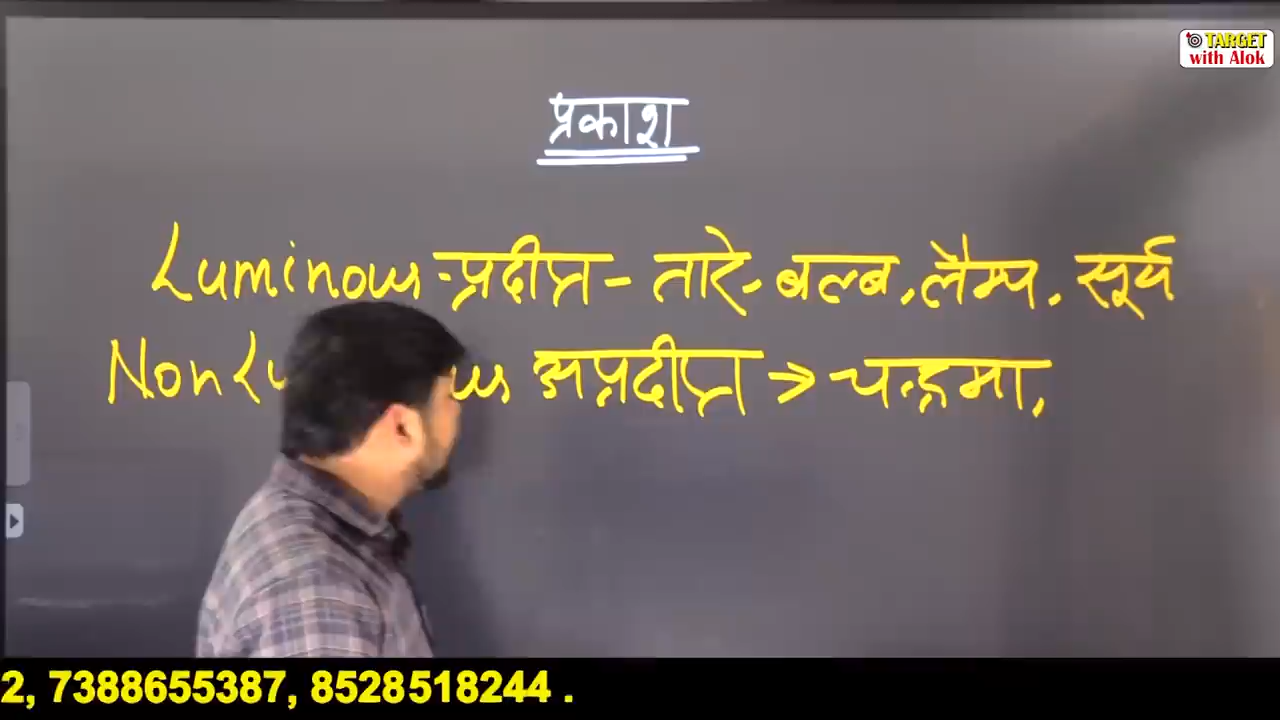 TARGET
with Alok
प्रकाश
Luminous - प्रदीप्त - तारे, बल्ब, लैम्प, सूर्य
Non अप्रदीप्त → चन्द्रमा,
2, 7388655387, 8528518244 .